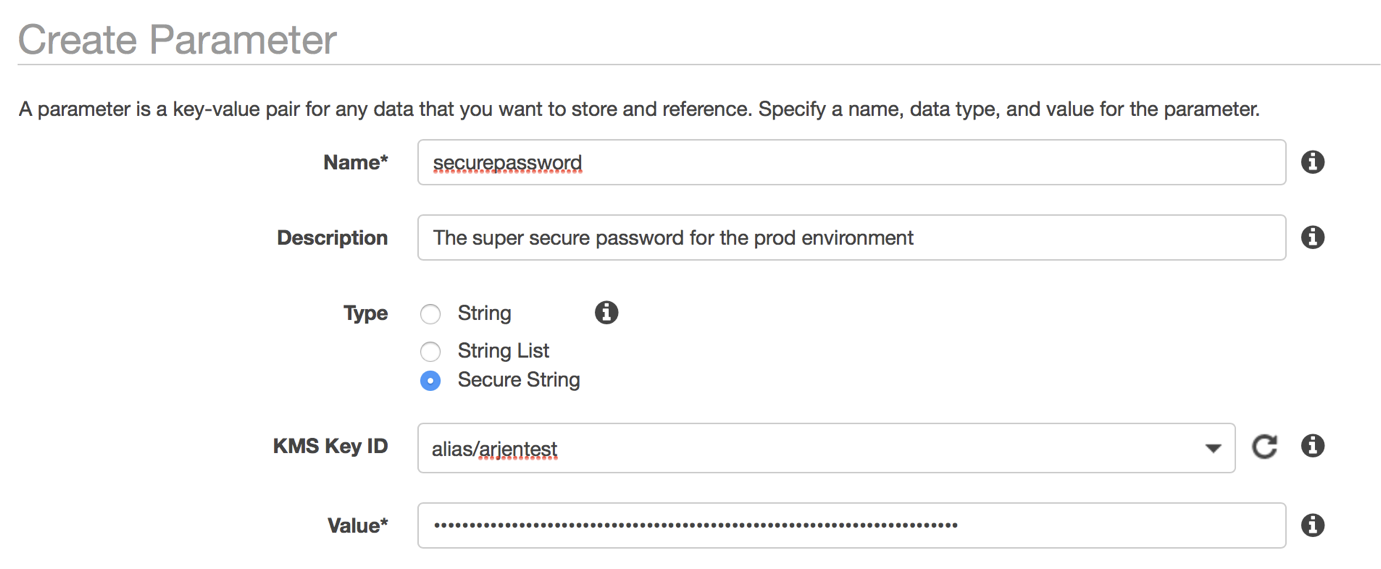 Create Parameter
A parameter is a key-value pair for any data that you want to store and reference. Specify a name, data type, and value for the parameter.
Name* securepassword
Description The super secure password for the prod environment
Type String
String List
Secure String
KMS Key ID alias/arjentest
Value* ••••••••••••••••••••••••••••••••••••••••••••••••••••••••••••••••••••••••••